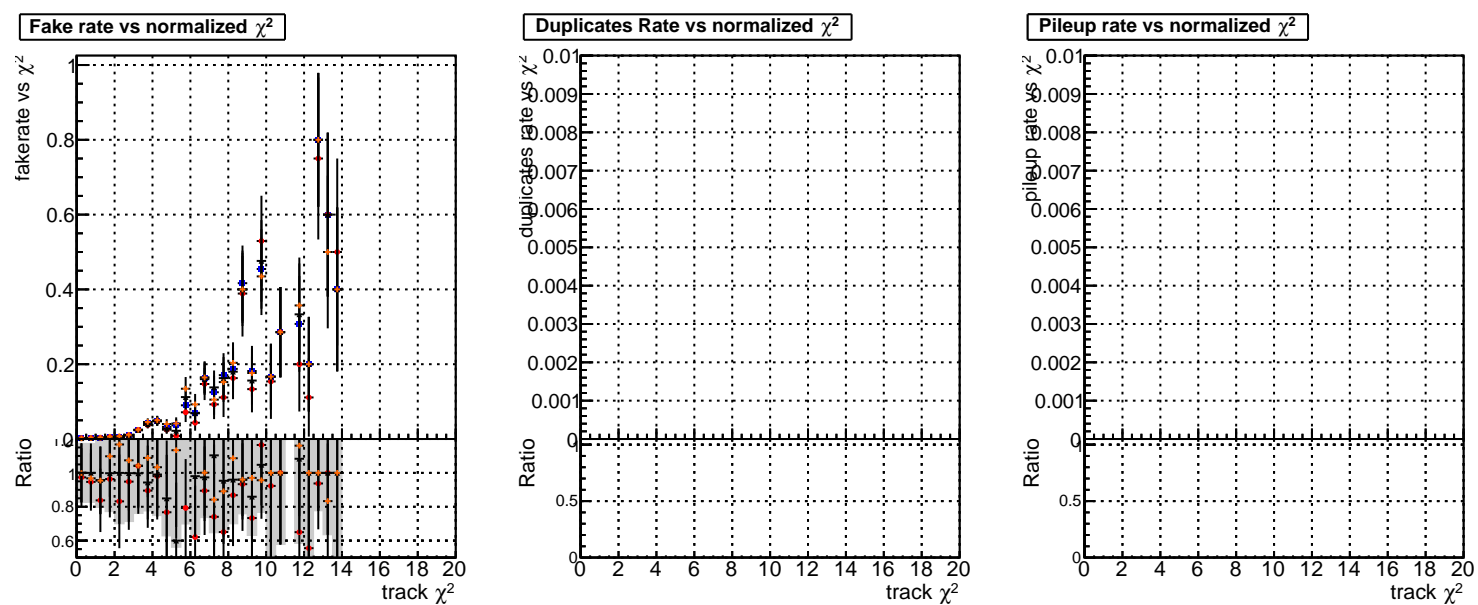 Fake rate vs normalized χ²
fakerate vs χ²
1
0.8
0.6
0.4
0.2
0
Ratio
1
0.8
0.6
0 2 4 6 8 10 12 14 16 18 20
track χ²
Duplicates Rate vs normalized χ²
duplicates rate vs χ²
0.01
0.009
0.008
0.007
0.006
0.005
0.004
0.003
0.002
0.001
0
Ratio
1
0.5
0
0 2 4 6 8 10 12 14 16 18 20
track χ²
Pileup rate vs normalized χ²
pileup rate vs χ²
0.01
0.009
0.008
0.007
0.006
0.005
0.004
0.003
0.002
0.001
0
Ratio
1
0.5
0
0 2 4 6 8 10 12 14 16 18 20
track χ²